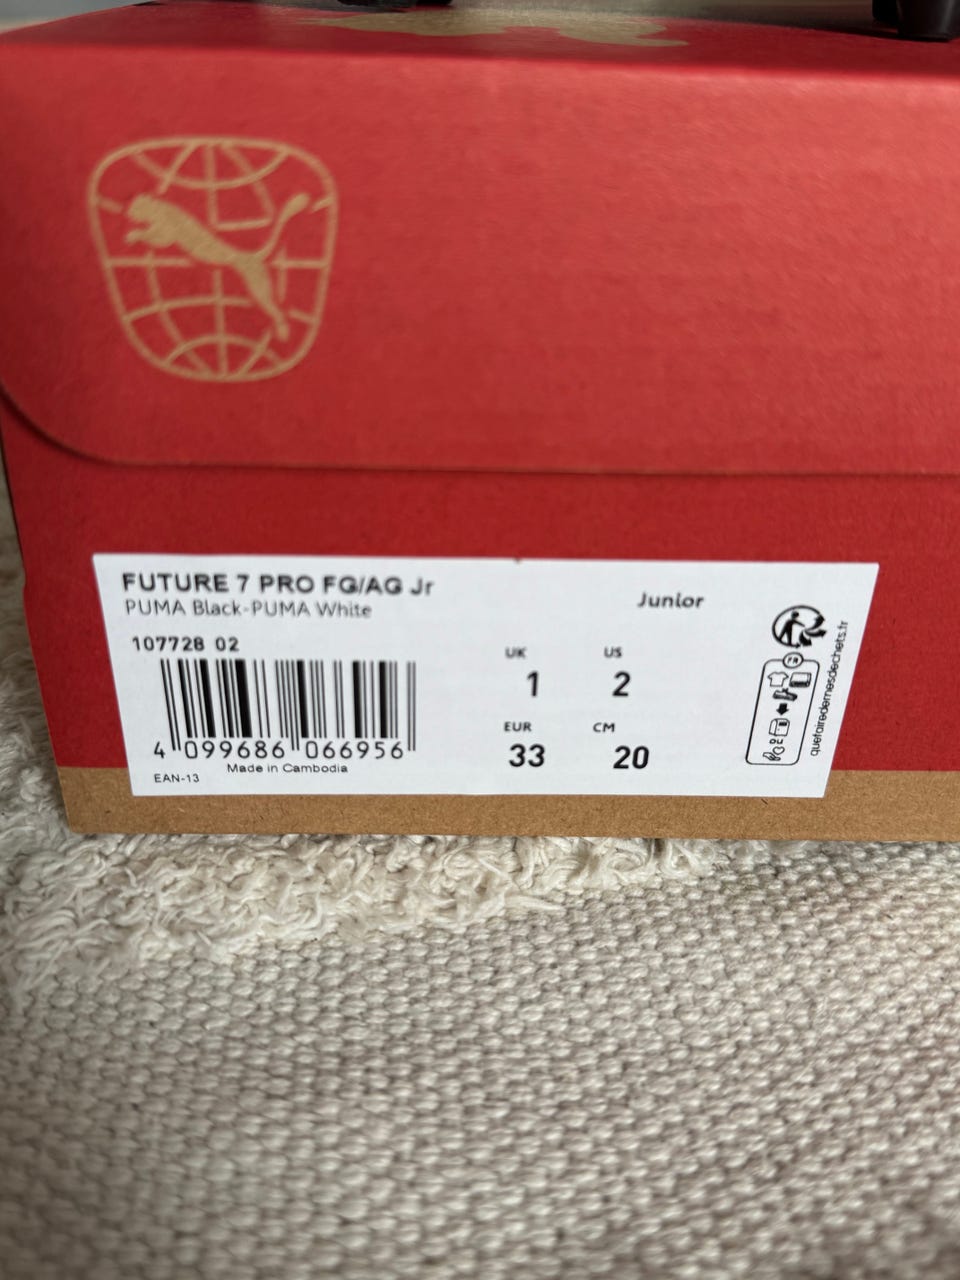 FUTURE 7 PRO FG/AG Jr
PUMA Black-PUMA White
Junior
107728 02
UK
US
1
2
EUR
CM
33
20
4 099686 066956
Made in Cambodia
EAN-13
quefairedemesdechets.fr